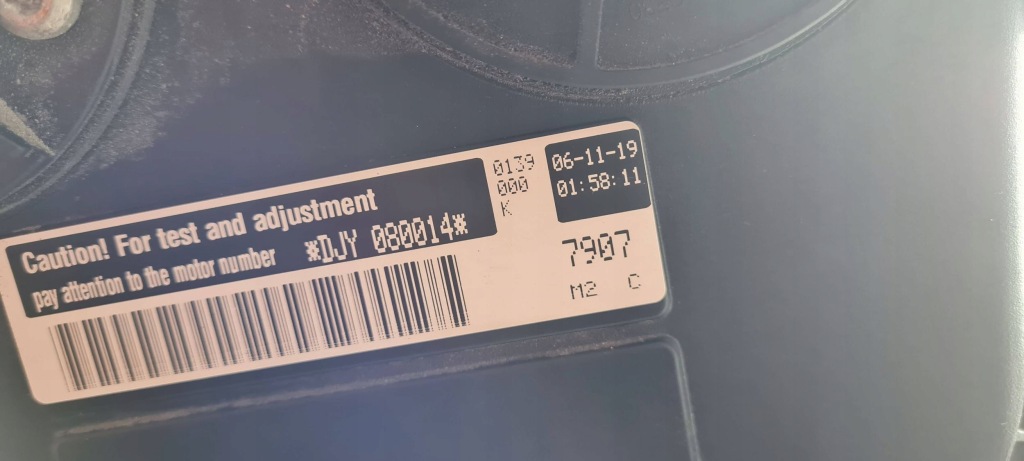 Caution! For test and adjustment
pay attention to the motor number *DJY 080014*
0139
000
K
06-11-19
01:58:11
7907
M2 C